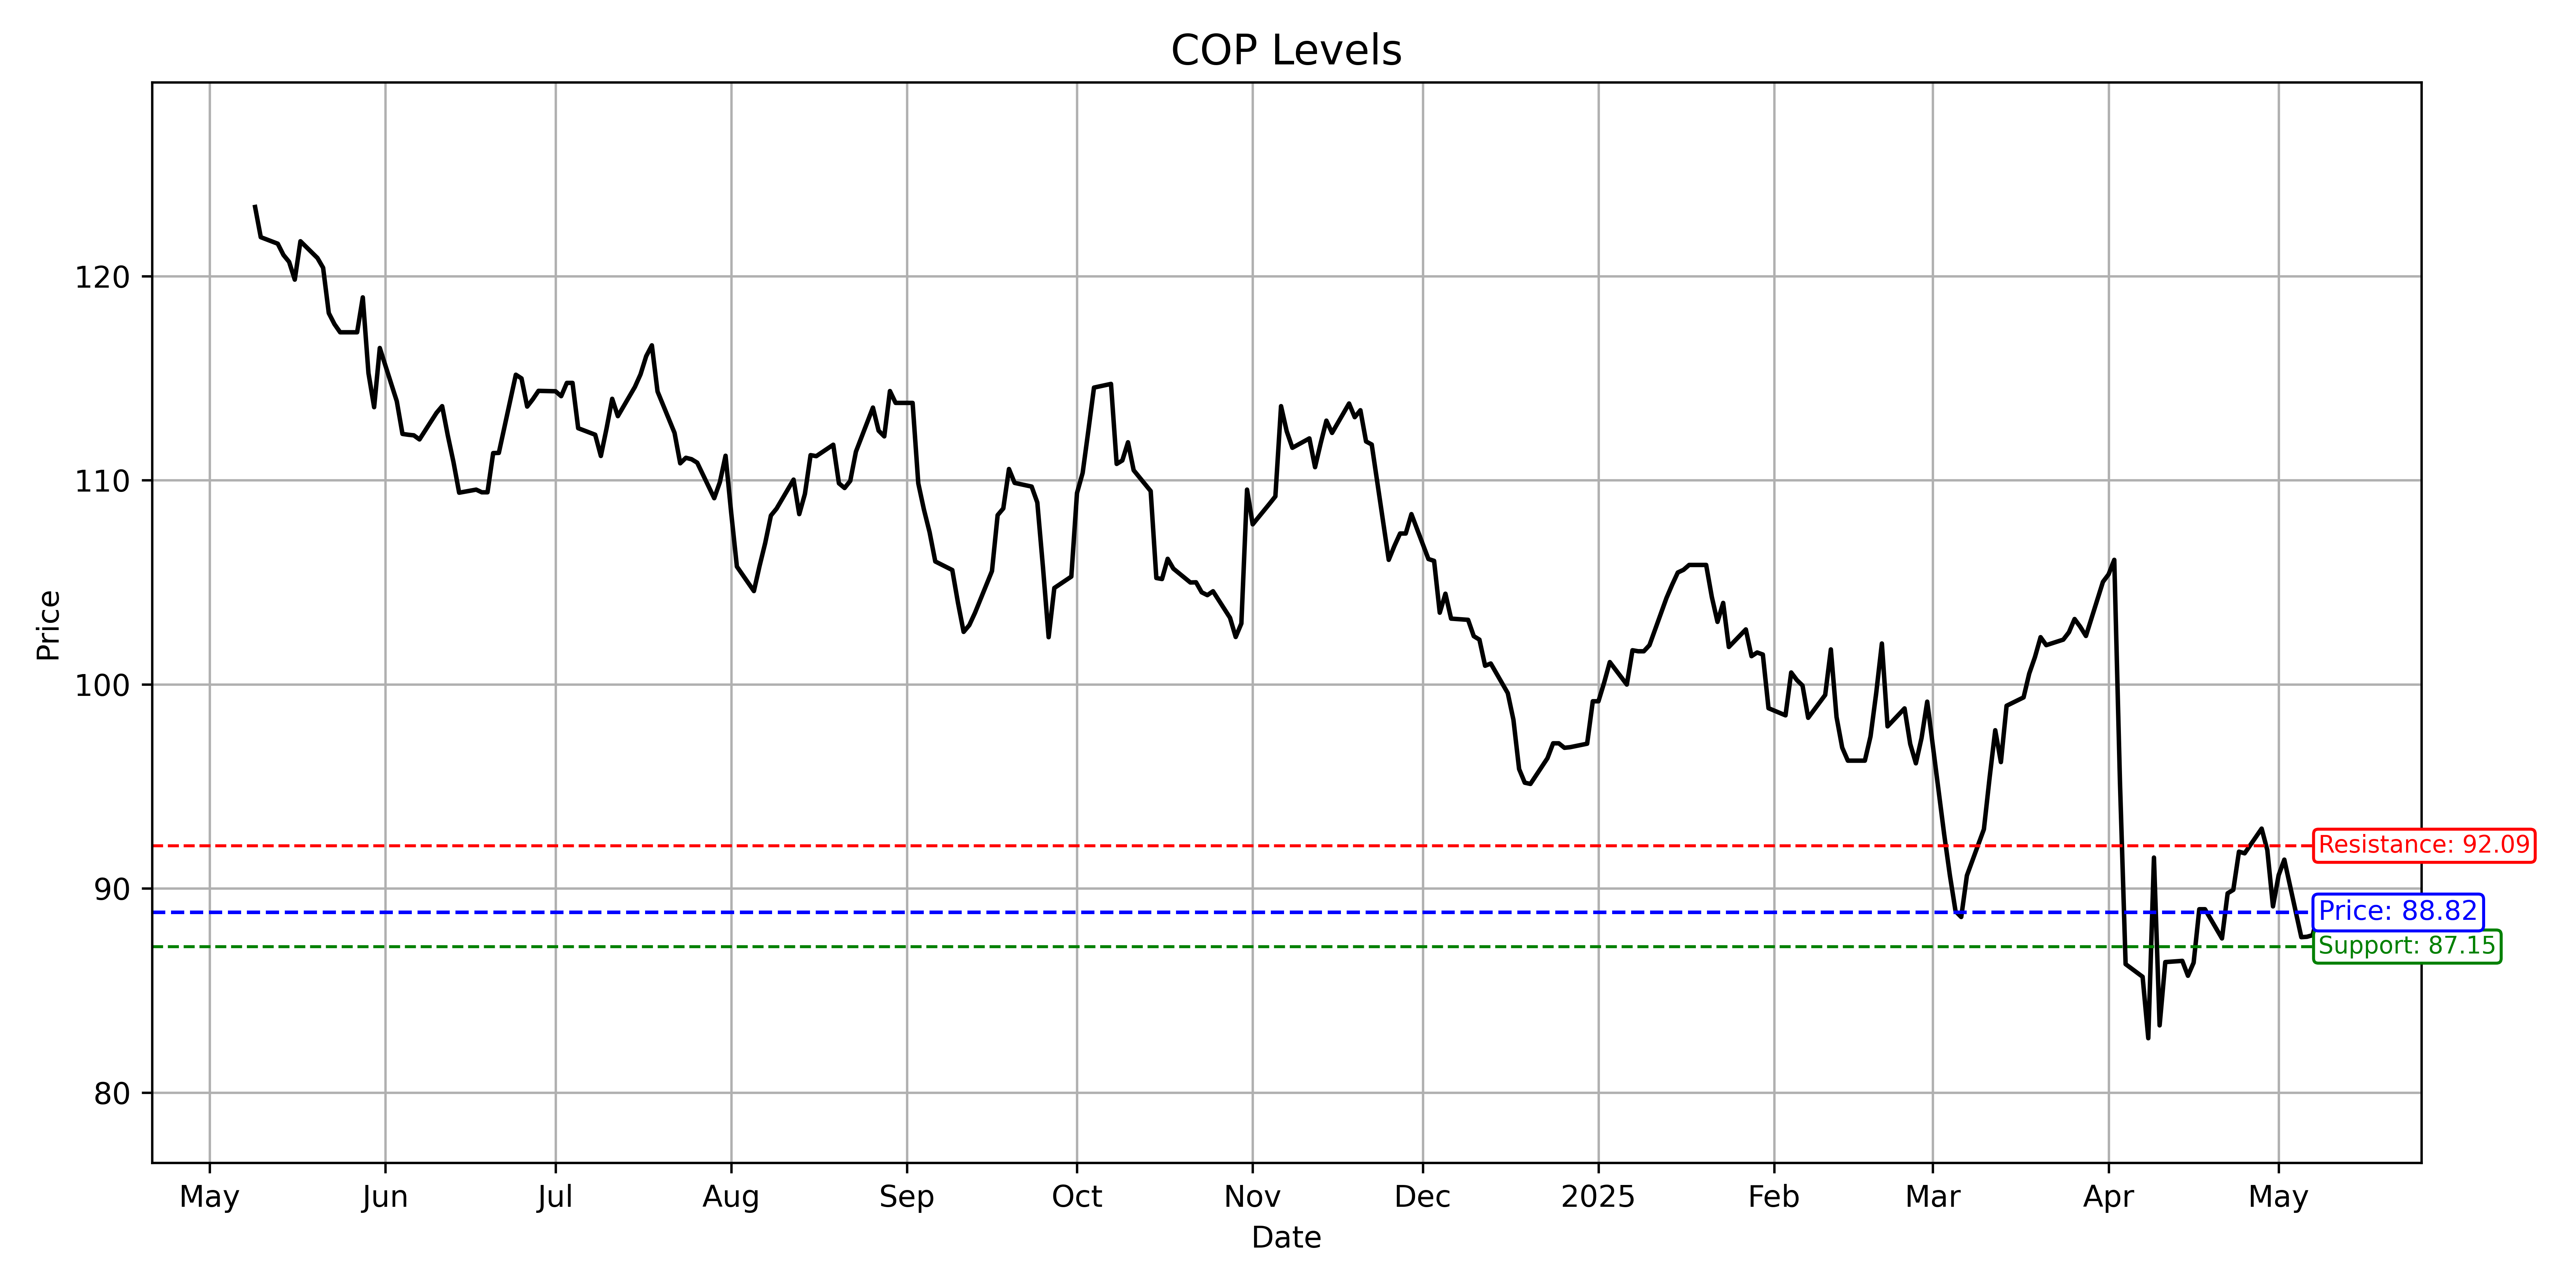 COP Levels
Price
120
110
100
90
80
Resistance: 92.09
Price: 88.82
Support: 87.15
May Jun Jul Aug Sep Oct Nov Dec 2025 Feb Mar Apr May
Date